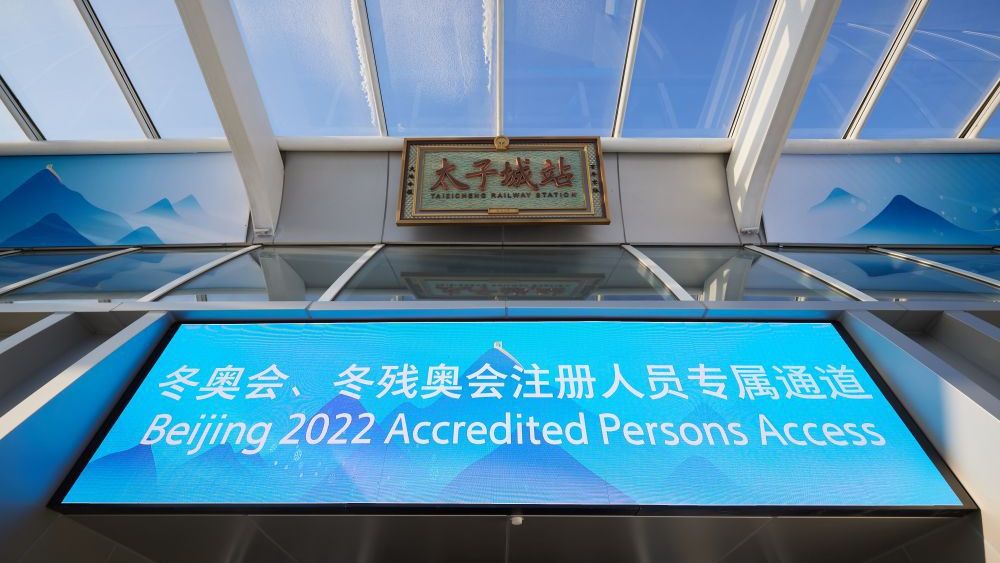 太子城站
TAIZICHENG RAILWAY STATION
冬奥会、冬残奥会注册人员专属通道
Beijing 2022 Accredited Persons Access